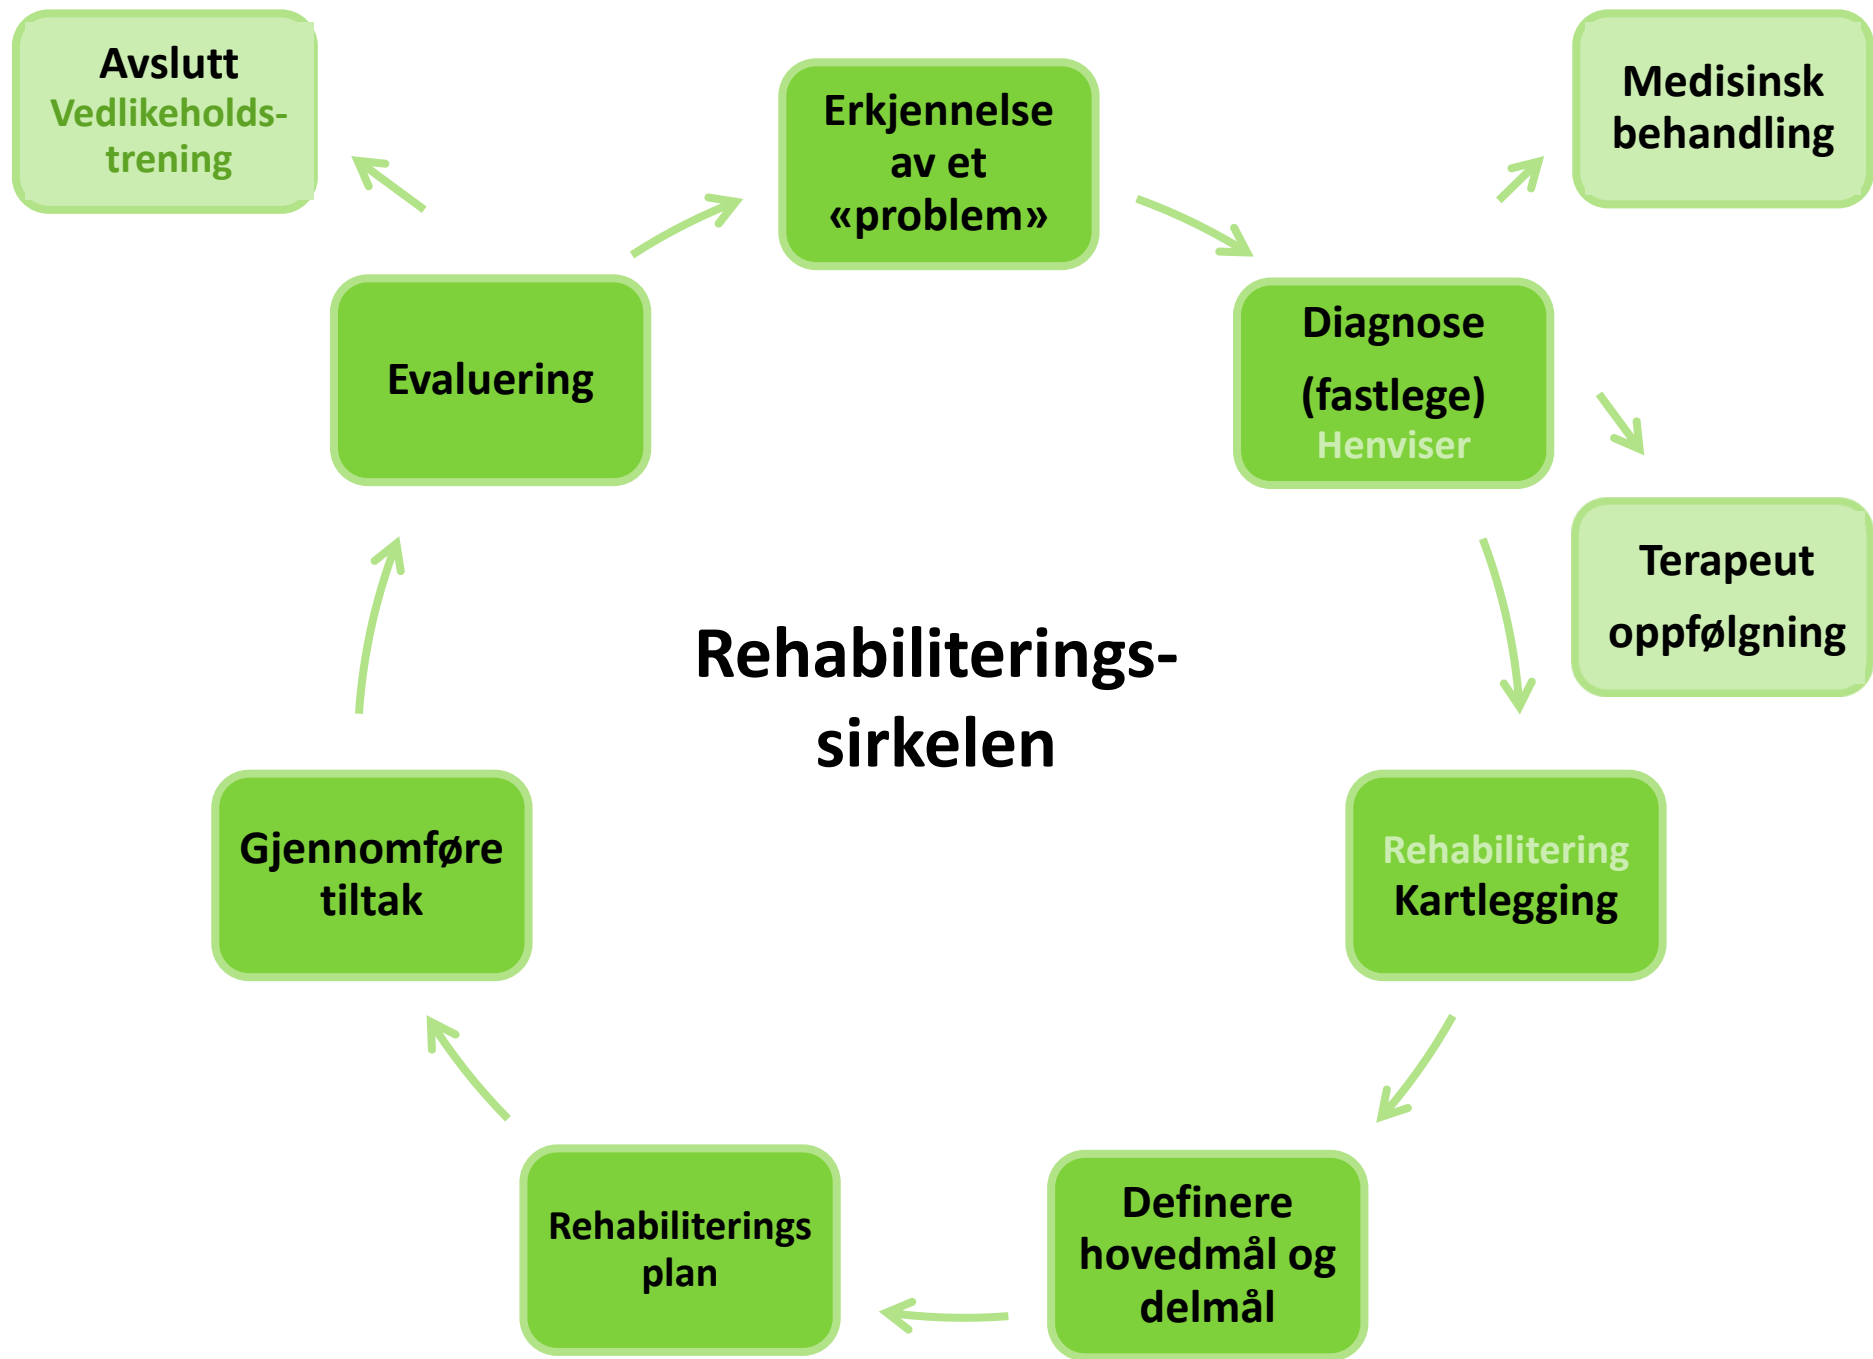 Avslutt
Vedlikeholds-
trening
Erkjennelse
av et
«problem»
Medisinsk
behandling
Evaluering
Diagnose
(fastlege)
Henviser
Terapeut
oppfølgning
Rehabiliterings-
sirkelen
Gjennomføre
tiltak
Rehabilitering
Kartlegging
Rehabiliterings
plan
Definere
hovedmål og
delmål